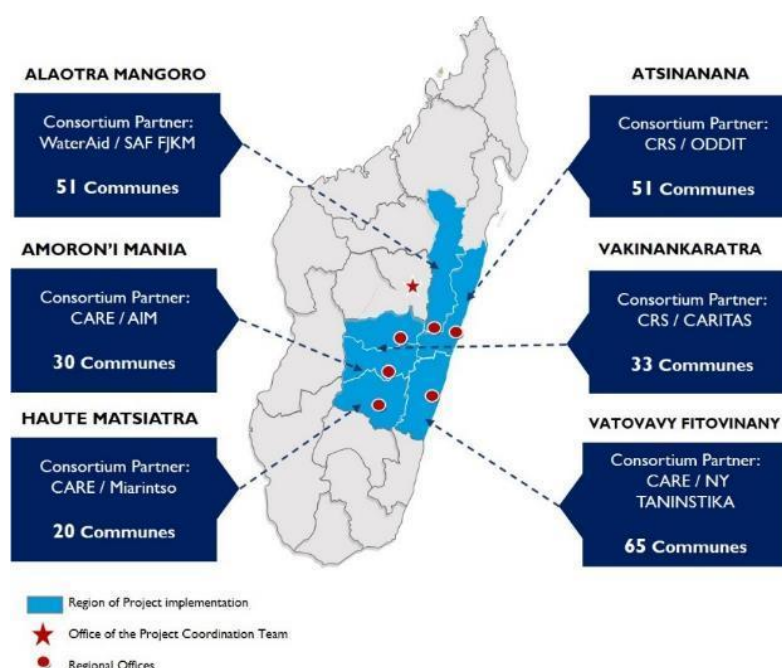 ALAOTRA MANGORO
Consortium Partner:
WaterAid / SAF FJKM
51 Communes
AMORON'I MANIA
Consortium Partner:
CARE / AIM
30 Communes
HAUTE MATSIATRA
Consortium Partner:
CARE / Miarintso
20 Communes
ATSINANANA
Consortium Partner:
CRS / ODDIT
51 Communes
VAKINANKARATRA
Consortium Partner:
CRS / CARITAS
33 Communes
VATOVAVY FITOVINANY
Consortium Partner:
CARE / NY
TANINSTIKA
65 Communes
Region of Project implementation
Office of the Project Coordination Team
Regional Offices